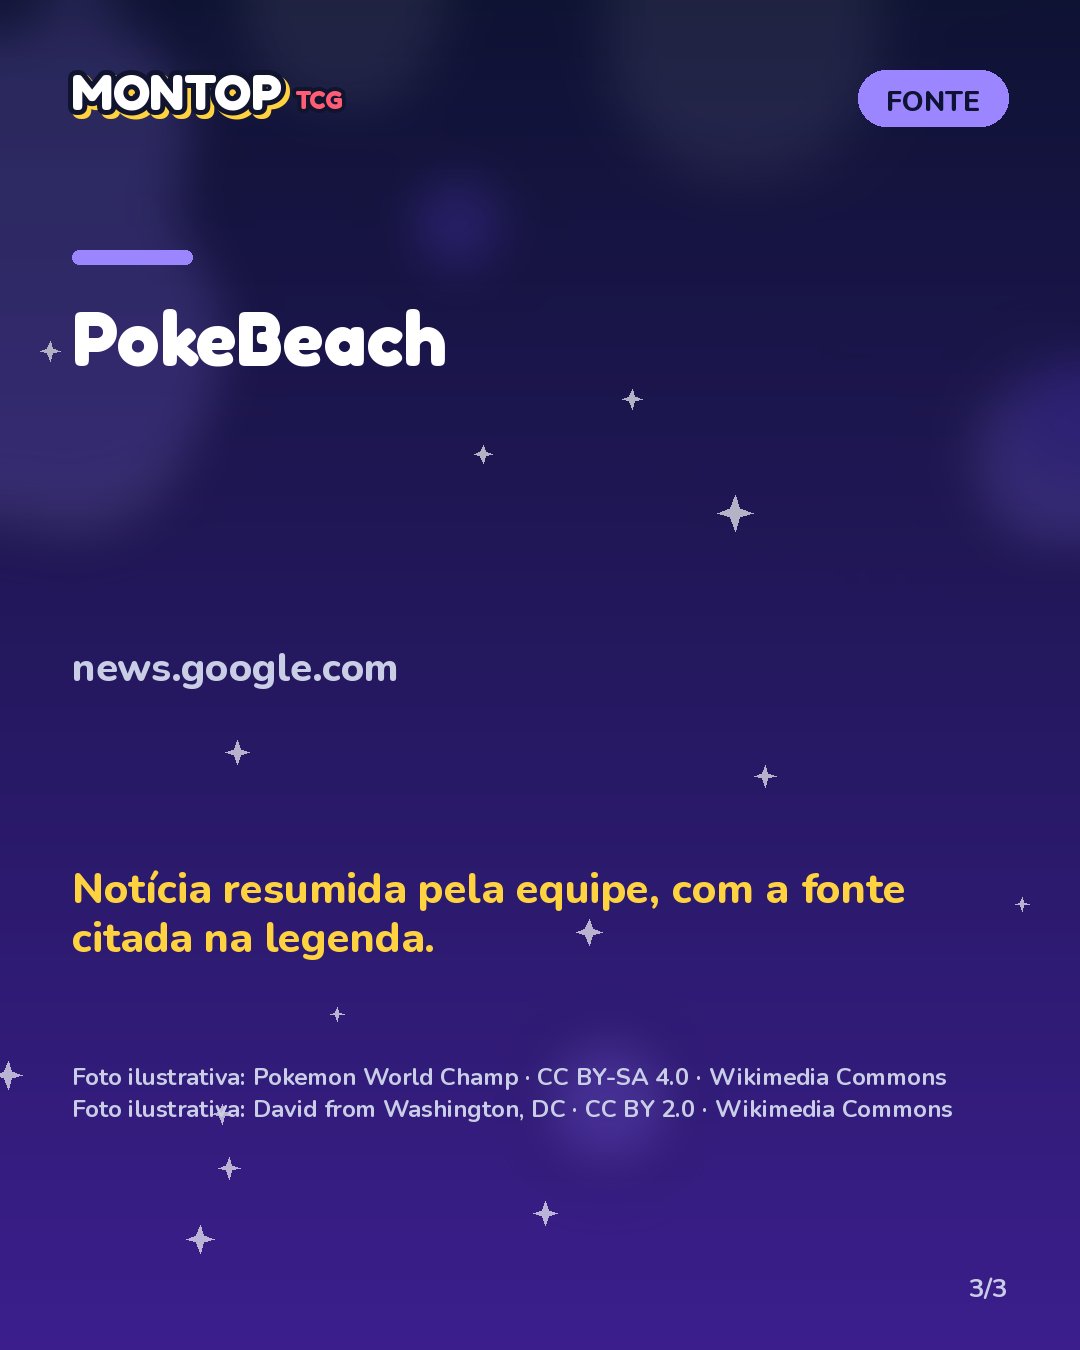 MONTOP TCG
FONTE
PokeBeach
news.google.com
Notícia resumida pela equipe, com a fonte
citada na legenda.
Foto ilustrativa: Pokemon World Champ · CC BY-SA 4.0 · Wikimedia Commons
Foto ilustrativa: David from Washington, DC · CC BY 2.0 · Wikimedia Commons
3/3